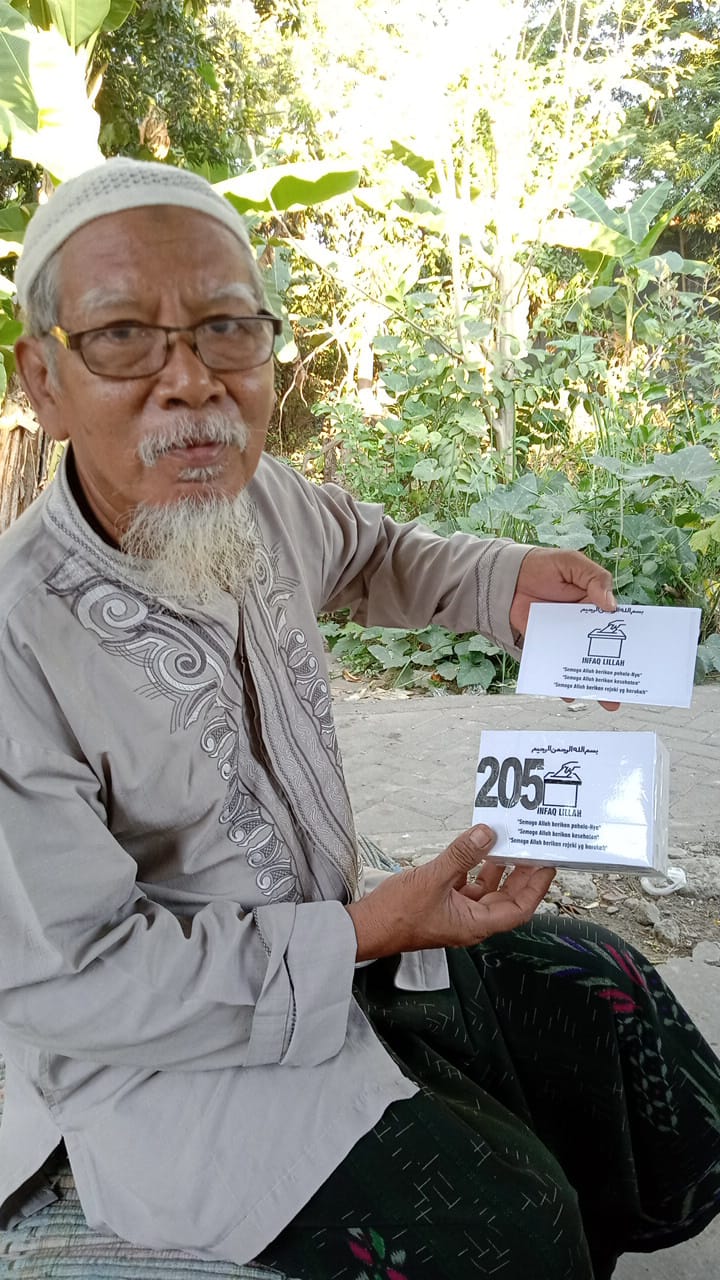 بسم الله الرحمن الرحيم
INFAQ LILLAH
"Semoga Allah berikan pahala-Nya"
"Semoga Allah berikan kesehatan"
"Semoga Allah berikan rejeki yg barokah"
بسم الله الرحمن الرحيم
205
INFAQ LILLAH
"Semoga Allah berikan pahala-Nya"
"Semoga Allah berikan kesehatan"
"Semoga Allah berikan rejeki yg barokah"